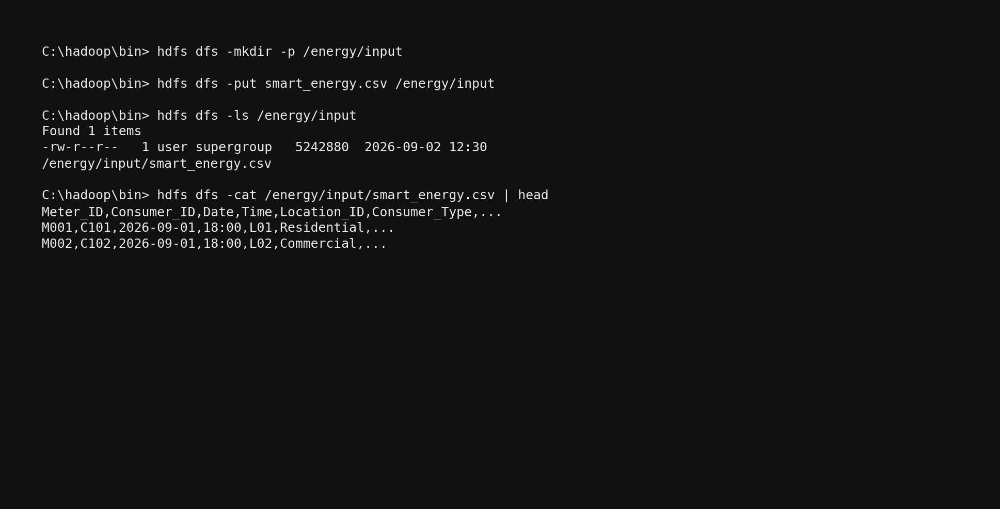 C:\hadoop\bin> hdfs dfs -mkdir -p /energy/input
C:\hadoop\bin> hdfs dfs -put smart_energy.csv /energy/input
C:\hadoop\bin> hdfs dfs -ls /energy/input
Found 1 items
-rw-r--r--   1 user supergroup   5242880  2026-09-02 12:30
/energy/input/smart_energy.csv
C:\hadoop\bin> hdfs dfs -cat /energy/input/smart_energy.csv | head
Meter_ID,Consumer_ID,Date,Time,Location_ID,Consumer_Type,...
M001,C101,2026-09-01,18:00,L01,Residential,...
M002,C102,2026-09-01,18:00,L02,Commercial,...